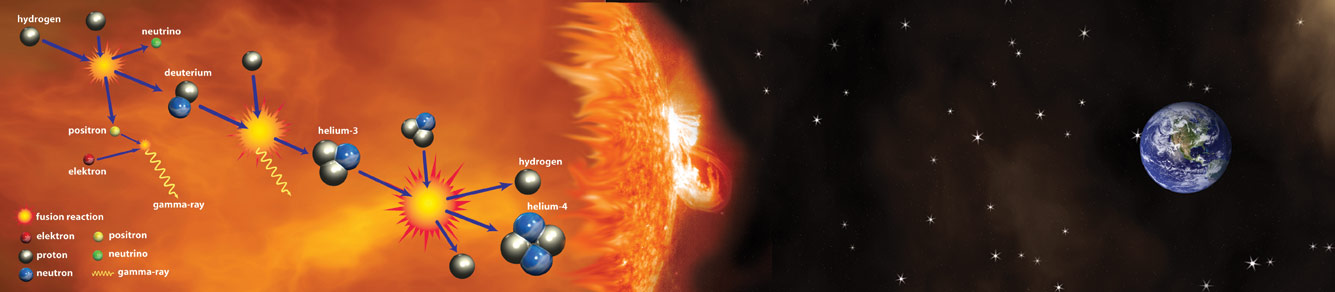 hydrogen
neutrino
deuterium
positron
elektron
gamma-ray
helium-3
hydrogen
helium-4
fusion reaction
elektron
positron
proton
neutrino
neutron
gamma-ray